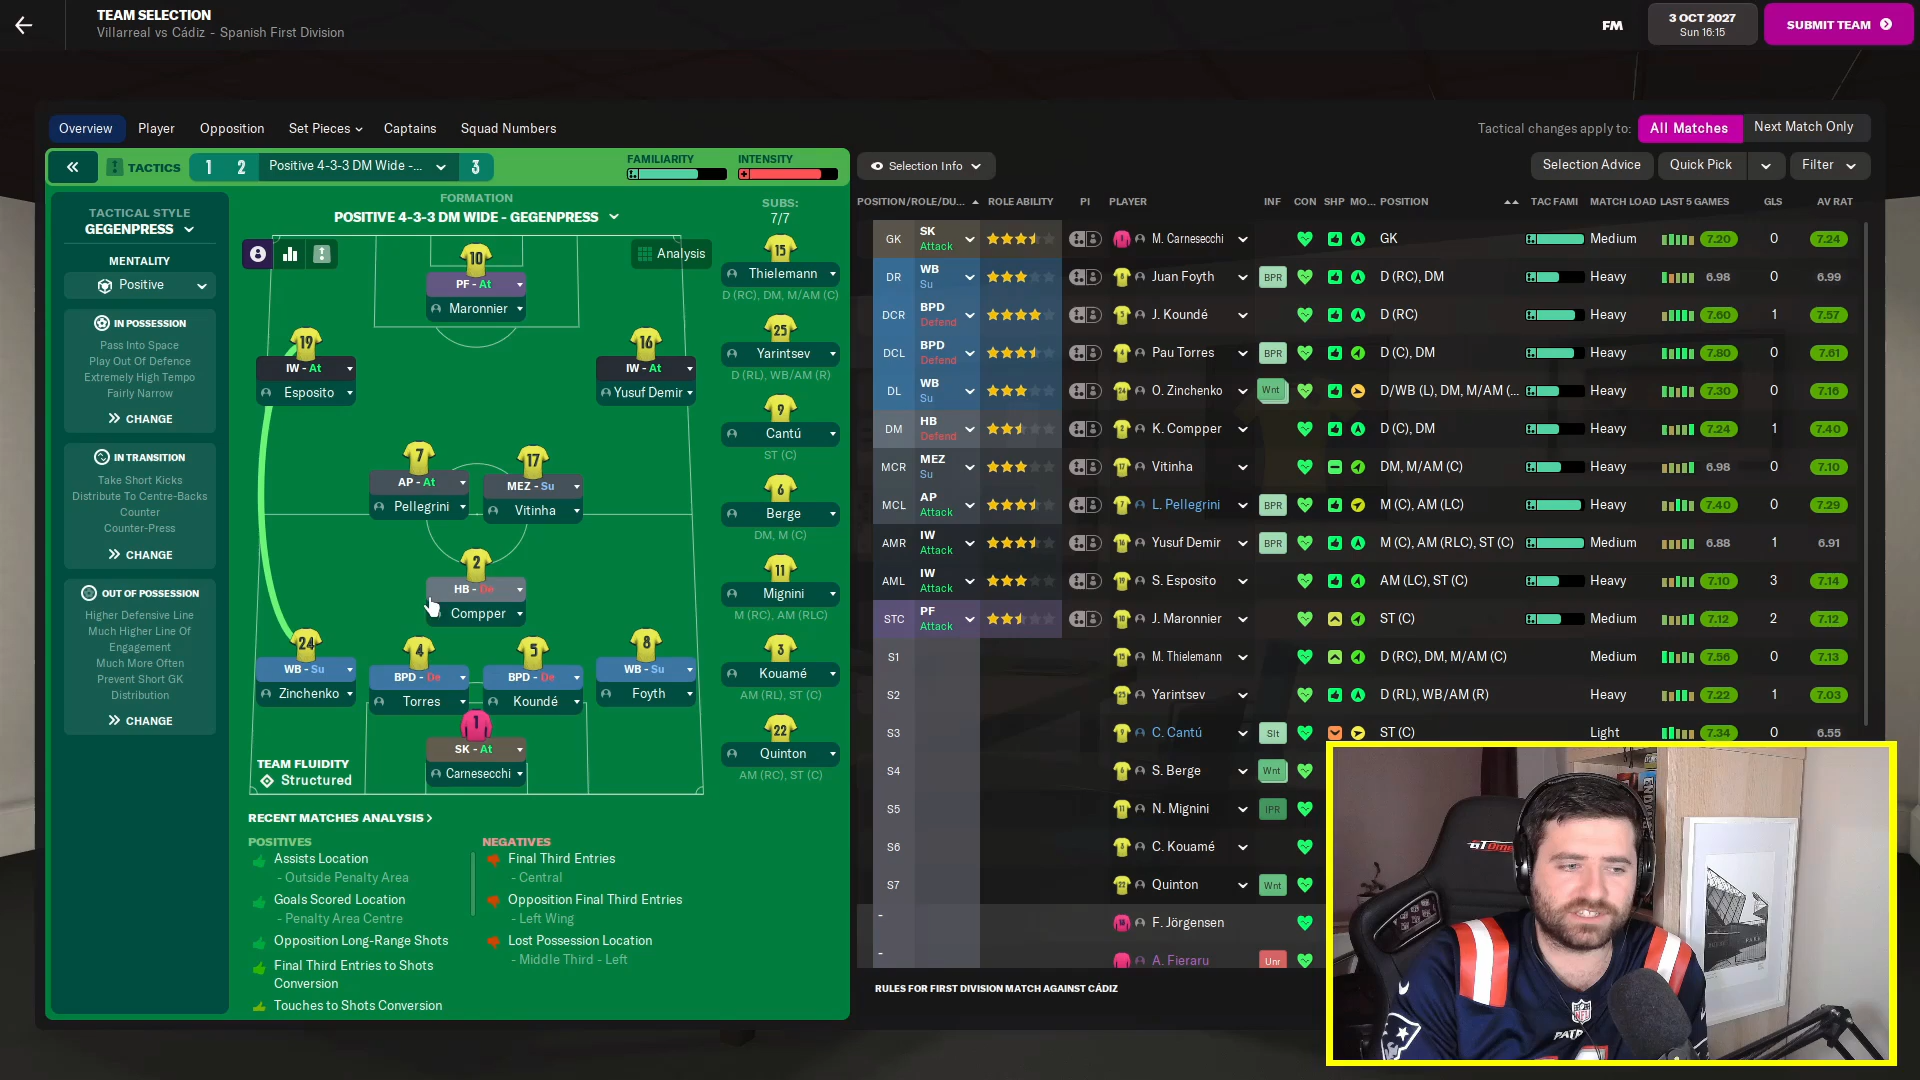 TEAM SELECTION
Villarreal vs Cádiz - Spanish First Division
FM
3 OCT 2027
Sun 16:15
SUBMIT TEAM
Overview Player Opposition Set Pieces Captains Squad Numbers
Tactical changes apply to: All Matches Next Match Only
TACTICS 1 2 Positive 4-3-3 DM Wide -... 3
FAMILIARITY INTENSITY
Selection Info Selection Advice Quick Pick Filter
TACTICAL STYLE
GEGENPRESS
MENTALITY
Positive
IN POSSESSION
Pass Into Space
Play Out Of Defence
Extremely High Tempo
Fairly Narrow
CHANGE
IN TRANSITION
Take Short Kicks
Distribute To Centre-Backs
Counter
Counter-Press
CHANGE
OUT OF POSSESSION
Higher Defensive Line
Much Higher Line Of
Engagement
Much More Often
Prevent Short GK
Distribution
CHANGE
FORMATION
POSITIVE 4-3-3 DM WIDE - GEGENPRESS
Analysis
10
PF - At
Maronnier
19
IW - At
Esposito
16
IW - At
Yusuf Demir
7
AP - At
Pellegrini
17
MEZ - Su
Vitinha
2
HB - De
Compper
24
WB - Su
Zinchenko
4
BPD - De
Torres
5
BPD - De
Koundé
8
WB - Su
Foyth
1
SK - At
Carnesecchi
TEAM FLUIDITY
Structured
SUBS:
7/7
15
Thielemann
D (RC), DM, M/AM (C)
25
Yarintsev
D (RL), WB/AM (R)
9
Cantú
ST (C)
6
Berge
DM, M (C)
11
Mignini
M (RC), AM (RLC)
3
Kouamé
AM (RL), ST (C)
22
Quinton
AM (RC), ST (C)
RECENT MATCHES ANALYSIS >
POSITIVES
Assists Location
- Outside Penalty Area
Goals Scored Location
- Penalty Area Centre
Opposition Long-Range Shots
Final Third Entries to Shots
Conversion
Touches to Shots Conversion
NEGATIVES
Final Third Entries
- Central
Opposition Final Third Entries
- Left Wing
Lost Possession Location
- Middle Third - Left
POSITION/ROLE/DU... ROLE ABILITY PI PLAYER INF CON SHP MO... POSITION TAC FAMI MATCH LOAD LAST 5 GAMES GLS AV RAT
GK SK Attack M. Carnesecchi GK Medium 7.20 0 7.24
DR WB Su Juan Foyth BPR D (RC), DM Heavy 6.98 0 6.99
DCR BPD Defend J. Koundé D (RC) Heavy 7.60 1 7.57
DCL BPD Defend Pau Torres BPR D (C), DM Heavy 7.80 0 7.61
DL WB Su O. Zinchenko Wnt D/WB (L), DM, M/AM (... Heavy 7.30 0 7.16
DM HB Defend K. Compper D (C), DM Heavy 7.24 1 7.40
MCR MEZ Su Vitinha DM, M/AM (C) Heavy 6.98 0 7.10
MCL AP Attack L. Pellegrini BPR M (C), AM (LC) Heavy 7.40 0 7.29
AMR IW Attack Yusuf Demir BPR M (C), AM (RLC), ST (C) Medium 6.88 1 6.91
AML IW Attack S. Esposito AM (LC), ST (C) Heavy 7.10 3 7.14
STC PF Attack J. Maronnier ST (C) Medium 7.12 2 7.12
S1 M. Thielemann D (RC), DM, M/AM (C) Medium 7.56 0 7.13
S2 Yarintsev D (RL), WB/AM (R) Heavy 7.22 1 7.03
S3 C. Cantú Slt ST (C) Light 7.34 0 6.55
S4 S. Berge Wnt
S5 N. Mignini IPR
S6 C. Kouamé
S7 Quinton Wnt
- F. Jörgensen
- A. Fieraru Unr
RULES FOR FIRST DIVISION MATCH AGAINST CÁDIZ